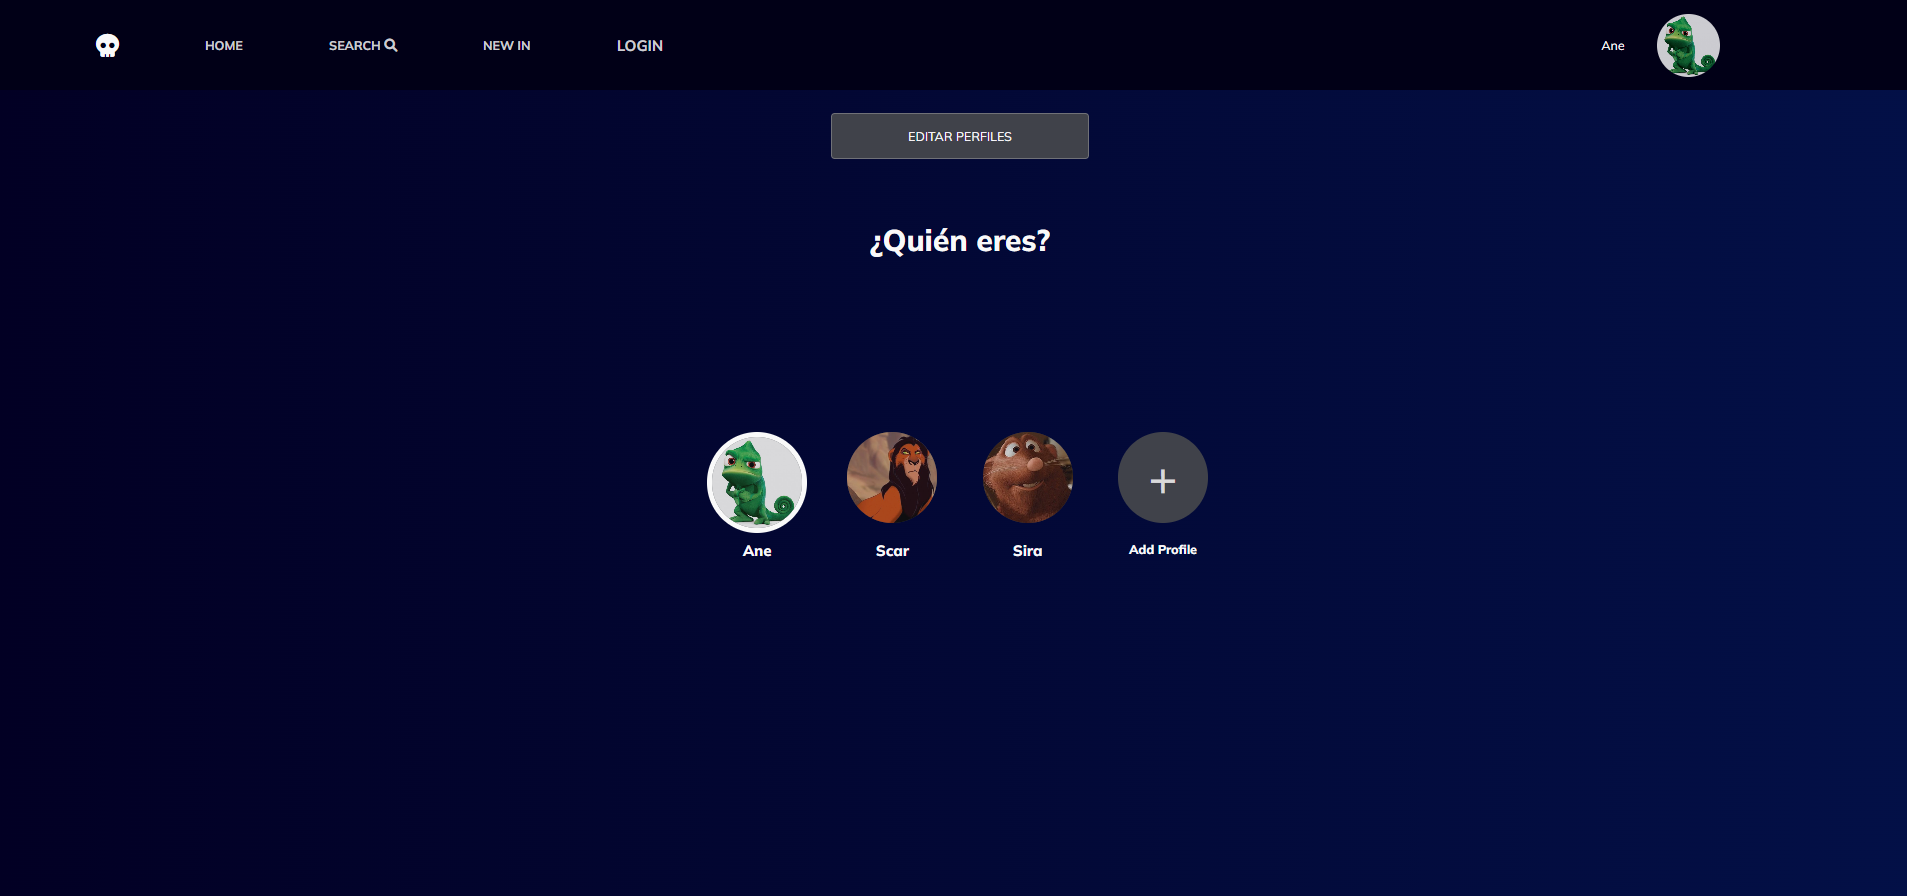 HOME SEARCH NEW IN LOGIN Ane
EDITAR PERFILES
¿Quién eres?
Ane Scar Sira Add Profile